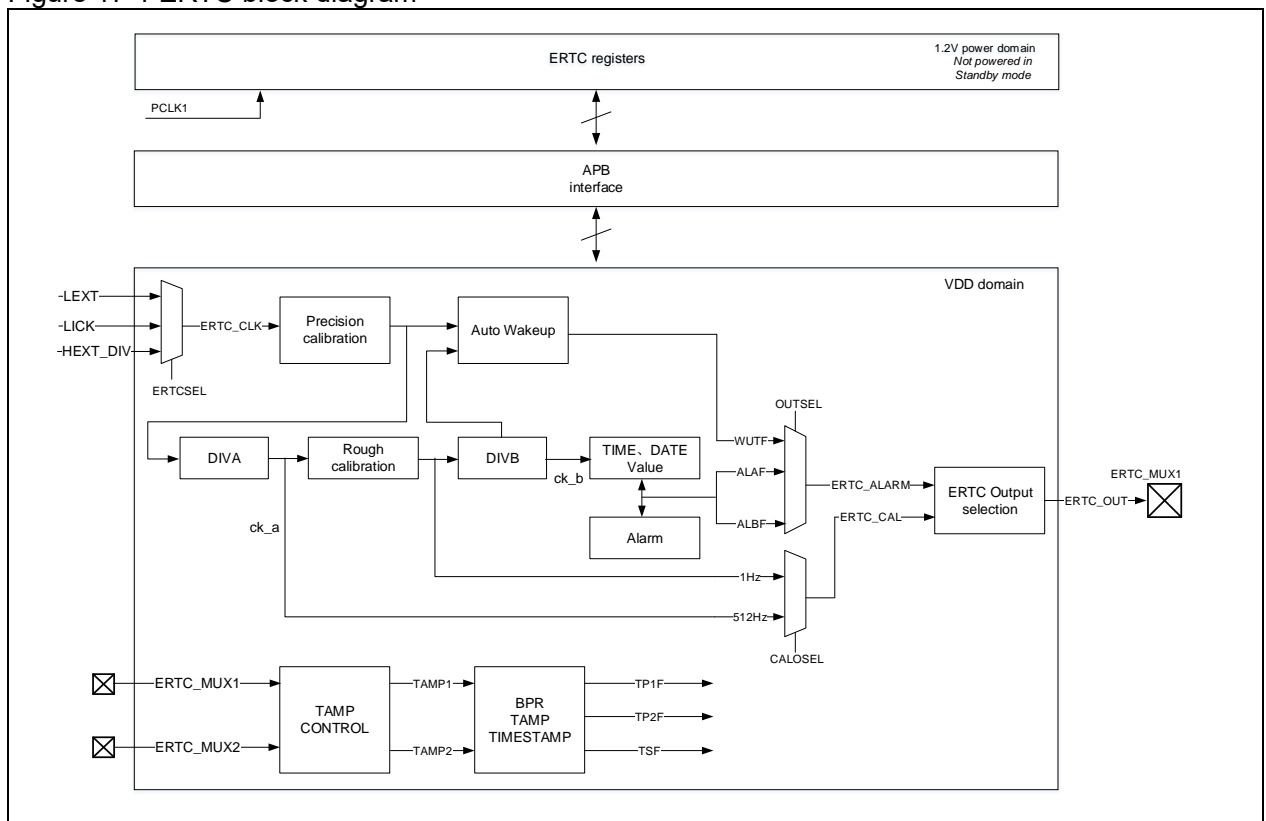 ERTC registers
1.2V power domain
Not powered in
Standby mode
PCLK1
APB
interface
VDD domain
LEXT
LICK
HEXT_DIV
ERTCSEL
ERTC_CLK
Precision
calibration
Auto Wakeup
OUTSEL
DIVA
Rough
calibration
DIVB
ck_b
TIME、DATE
Value
Alarm
ck_a
WUTF
ALAF
ALBF
ERTC_ALARM
ERTC_CAL
ERTC Output
selection
ERTC_OUT
ERTC_MUX1
1Hz
512Hz
CALOSEL
ERTC_MUX1
ERTC_MUX2
TAMP
CONTROL
TAMP1
TAMP2
BPR
TAMP
TIMESTAMP
TP1F
TP2F
TSF